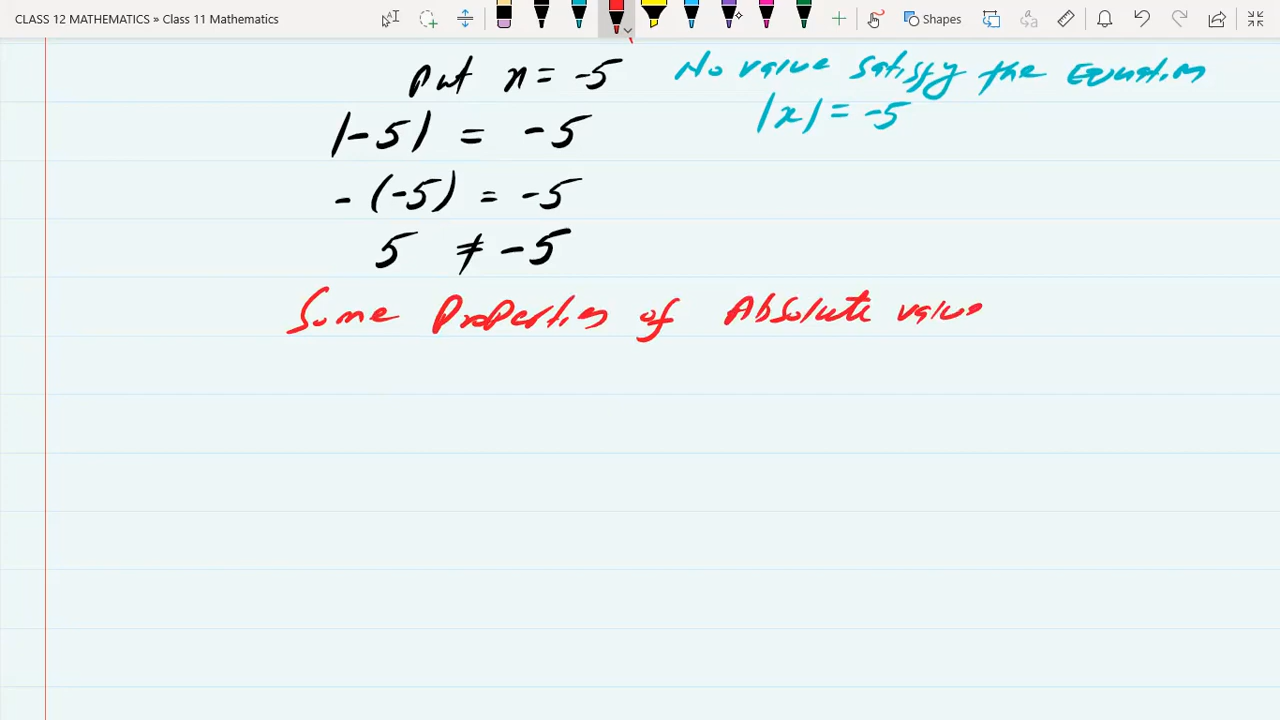 CLASS 12 MATHEMATICS » Class 11 Mathematics
Shapes
Put x = -5
No value satisfy the Equation
|x| = -5
|-5| = -5
-(-5) = -5
5 ≠ -5
Some Properties of Absolute value